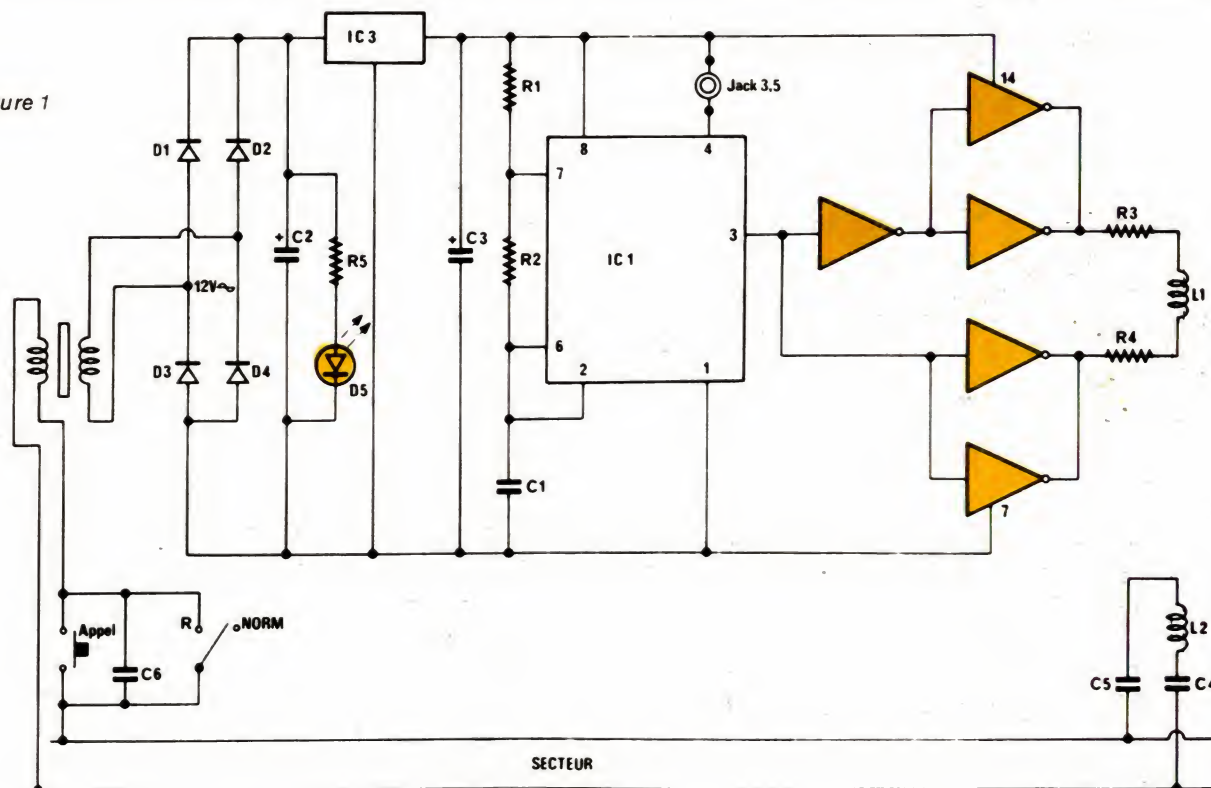 ure 1
IC3
Jack 3,5
14
R1
D1
D2
8
4
7
C2
R5
C3
R2
IC1
3
R3
12V~
L1
6
R4
D3
D4
D5
2
1
C1
7
Appel
R
NORM
C6
L2
C5
C4
SECTEUR